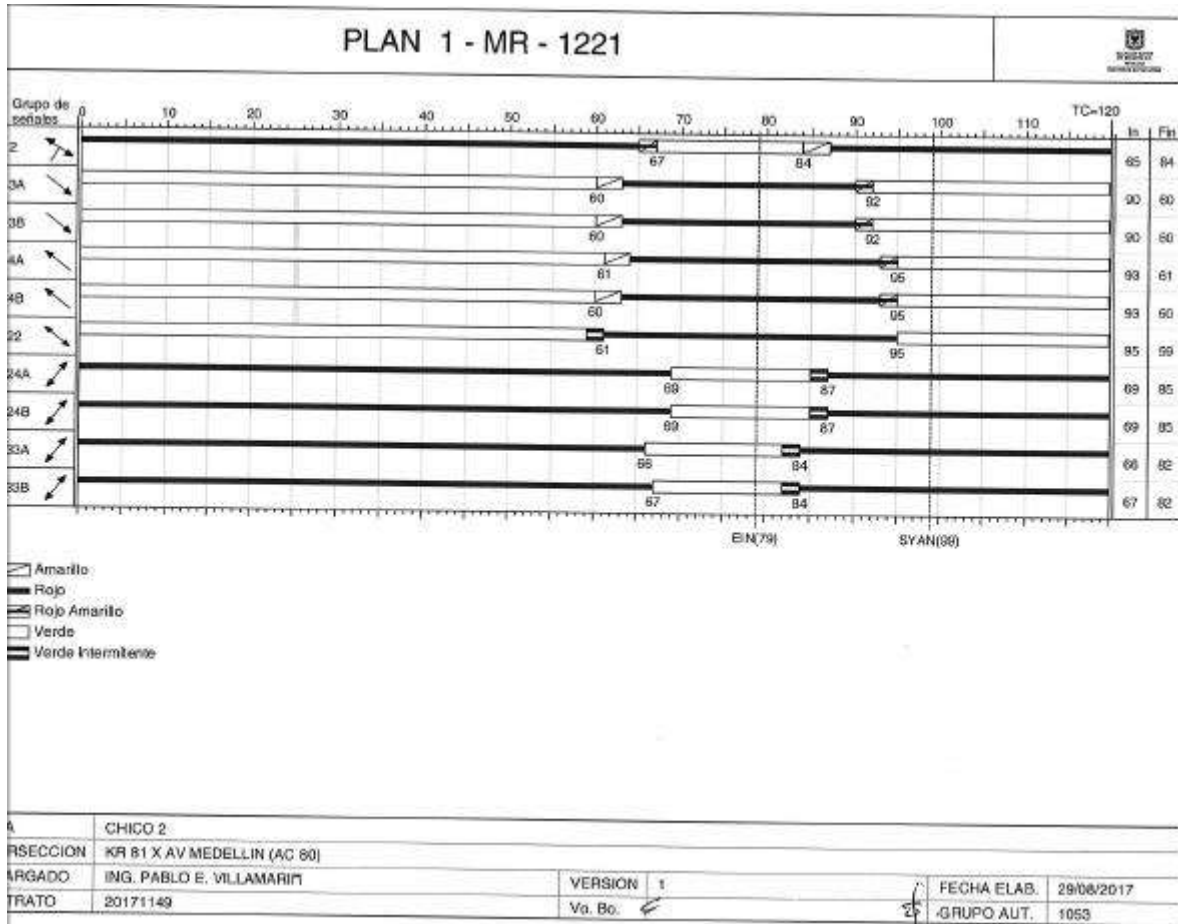 PLAN 1 - MR - 1221
Grupo de señales
0 10 20 30 40 50 60 70 80 90 100 110 TC=120
In Fin
2 67 84 65 84
3A 60 92 90 60
3B 60 92 90 60
4A 61 95 93 61
4B 60 95 93 60
22 61 95 95 59
24A 69 87 69 85
24B 69 87 69 85
33A 66 84 66 82
33B 67 84 67 82
EIN(79) SYAN(99)
Amarillo
Rojo
Rojo Amarillo
Verde
Verde Intermitente
A CHICO 2
RSECCION KR 81 X AV MEDELLIN (AC 80)
ARGADO ING. PABLO E. VILLAMARIN
TRATO 20171149
VERSION 1
Vo. Bo.
FECHA ELAB. 29/08/2017
GRUPO AUT. 1053